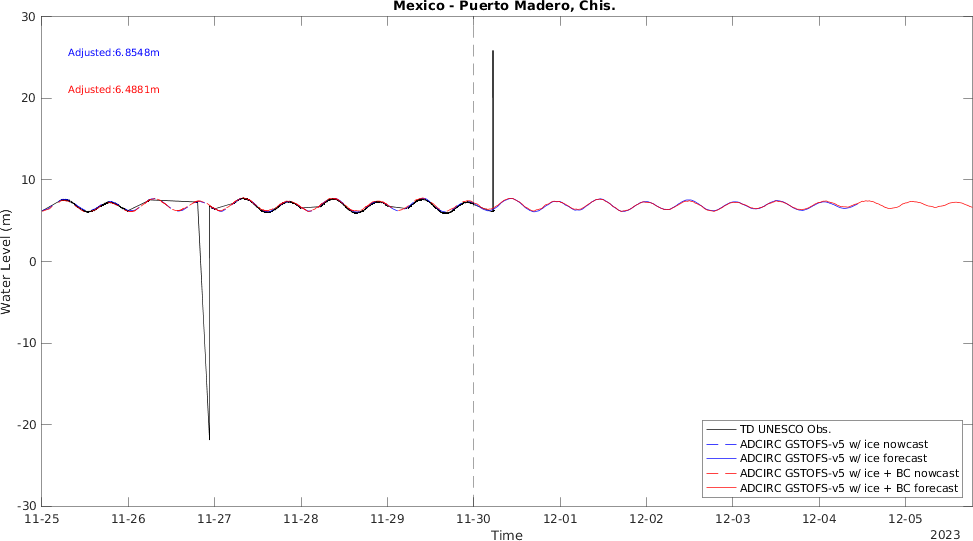 Mexico - Puerto Madero, Chis.
30
Adjusted:6.8548m
Adjusted:6.4881m
20
10
0
-10
-20
-30
Water Level (m)
TD UNESCO Obs.
ADCIRC GSTOFS-v5 w/ ice nowcast
ADCIRC GSTOFS-v5 w/ ice forecast
ADCIRC GSTOFS-v5 w/ ice + BC nowcast
ADCIRC GSTOFS-v5 w/ ice + BC forecast
11-25 11-26 11-27 11-28 11-29 11-30 12-01 12-02 12-03 12-04 12-05
Time
2023